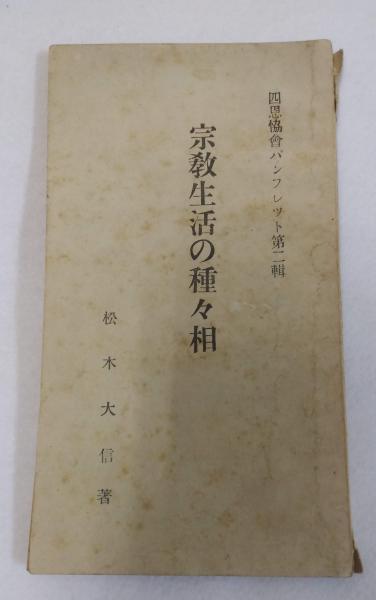 四恩協會パンフレット第二輯
宗教生活の種々相
松木大信著